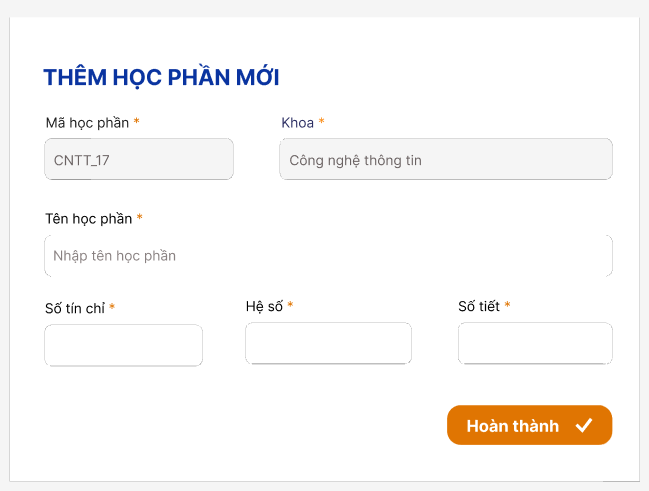 THÊM HỌC PHẦN MỚI
Mã học phần * Khoa *
CNTT_17 Công nghệ thông tin
Tên học phần *
Nhập tên học phần
Số tín chỉ * Hệ số * Số tiết *
Hoàn thành